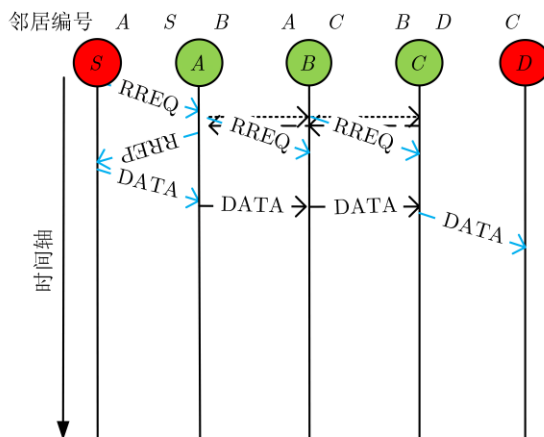 邻居编号 A S B A C B D C
S A B C D
RREQ
RREQ
RREQ
RREP
DATA
DATA
DATA
DATA
时间轴